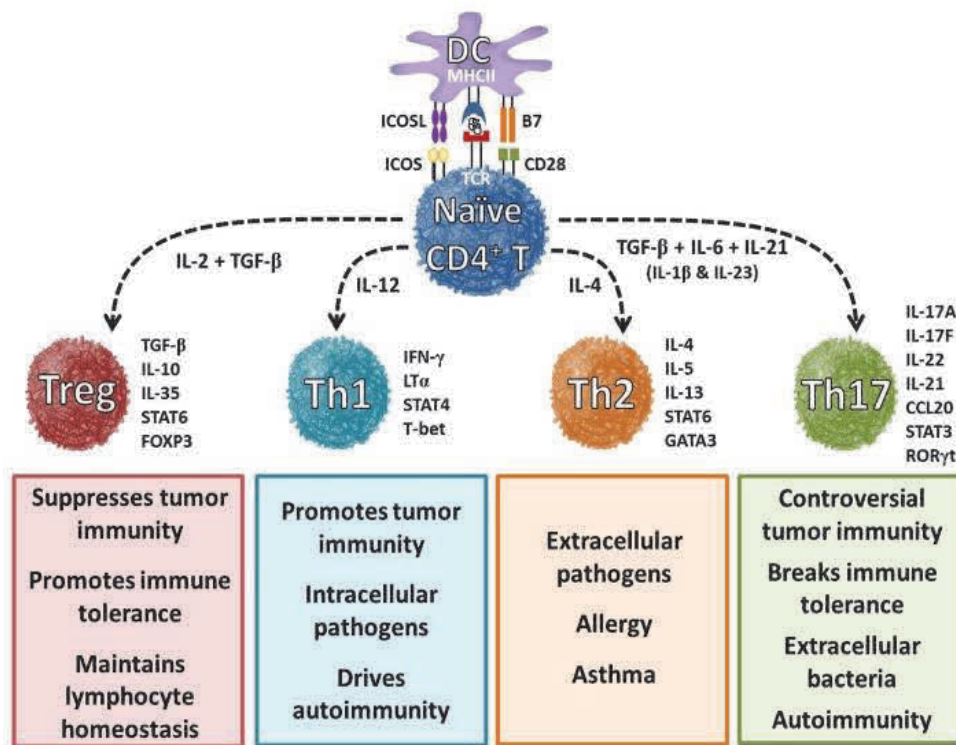 DC
MHCII
ICOSL
B7
ICOS
CD28
TCR
Naïve
CD4+ T
IL-2 + TGF-β
IL-12
IL-4
TGF-β + IL-6 + IL-21
(IL-1β & IL-23)
Treg
TGF-β
IL-10
IL-35
STAT6
FOXP3
Th1
IFN-γ
LTα
STAT4
T-bet
Th2
IL-4
IL-5
IL-13
STAT6
GATA3
Th17
IL-17A
IL-17F
IL-22
IL-21
CCL20
STAT3
RORγt
Suppresses tumor
immunity
Promotes immune
tolerance
Maintains
lymphocyte
homeostasis
Promotes tumor
immunity
Intracellular
pathogens
Drives
autoimmunity
Extracellular
pathogens
Allergy
Asthma
Controversial
tumor immunity
Breaks immune
tolerance
Extracellular
bacteria
Autoimmunity